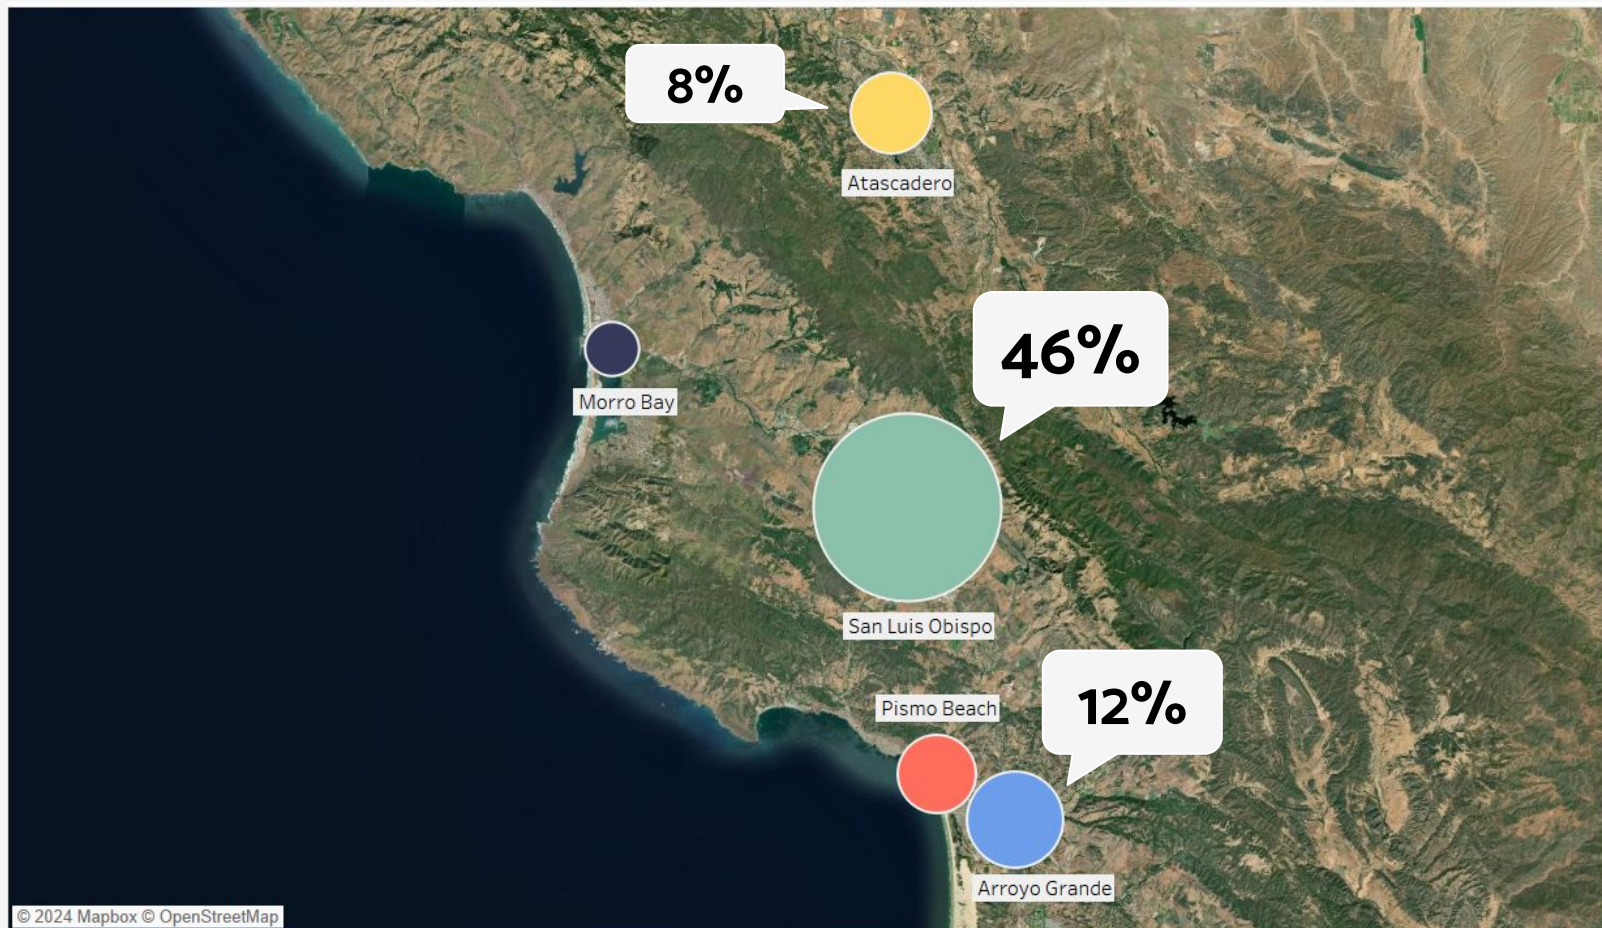 8%
Atascadero
46%
Morro Bay
San Luis Obispo
12%
Pismo Beach
Arroyo Grande
© 2024 Mapbox © OpenStreetMap